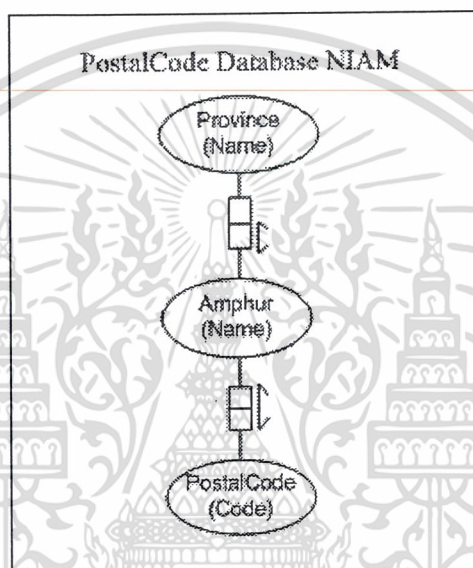 PostalCode Database NIAM
Province
(Name)
Amphur
(Name)
PostalCode
(Code)